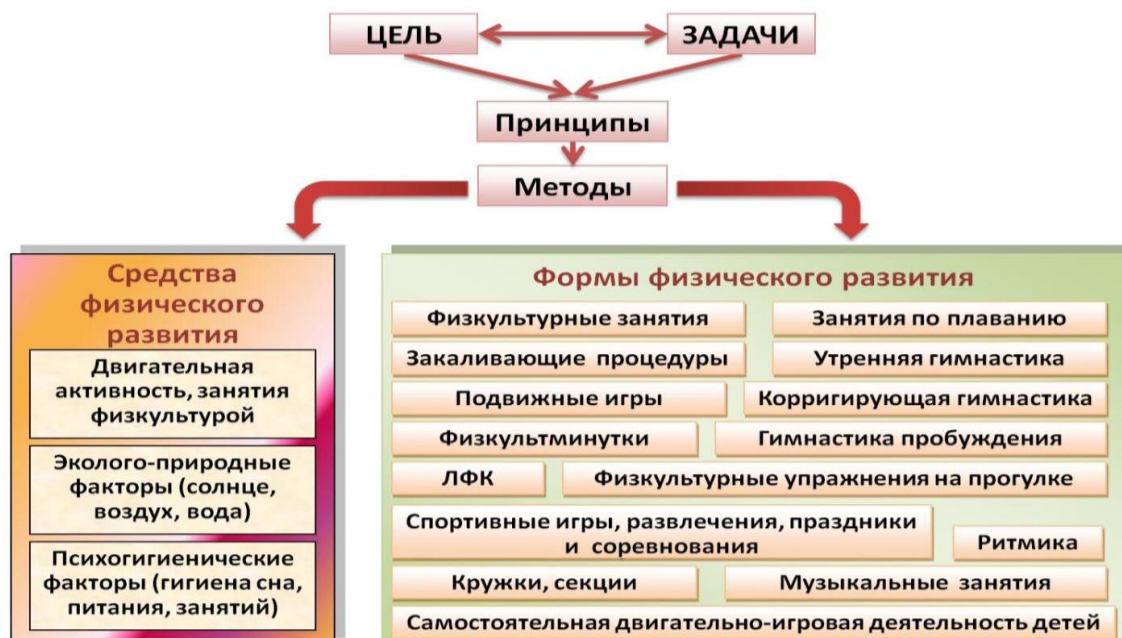 ЦЕЛЬ
ЗАДАЧИ
Принципы
Методы
Средства
физического
развития
Двигательная
активность, занятия
физкультурой
Эколого-природные
факторы (солнце,
воздух, вода)
Психогигиенические
факторы (гигиена сна,
питания, занятий)
Формы физического развития
Физкультурные занятия
Занятия по плаванию
Закаливающие процедуры
Утренняя гимнастика
Подвижные игры
Корригирующая гимнастика
Физкультминутки
Гимнастика пробуждения
ЛФК
Физкультурные упражнения на прогулке
Спортивные игры, развлечения, праздники
и соревнования
Ритмика
Кружки, секции
Музыкальные занятия
Самостоятельная двигательно-игровая деятельность детей